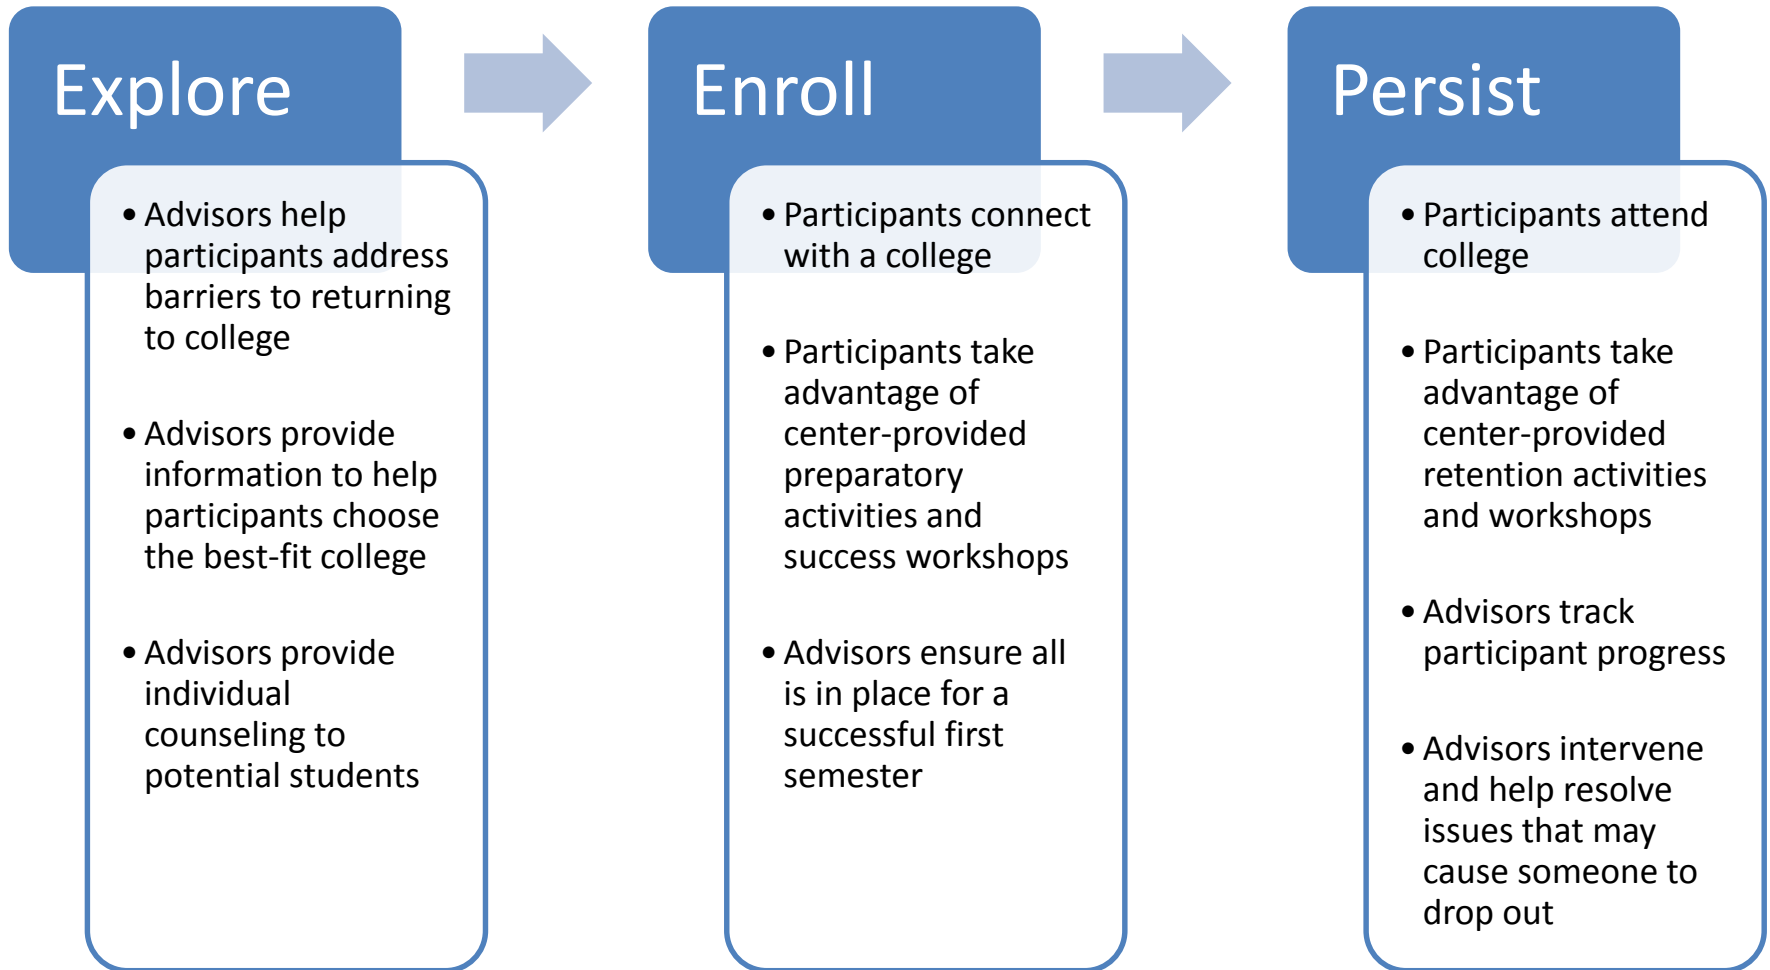 Explore
• Advisors help
participants address
barriers to returning
to college
• Advisors provide
information to help
participants choose
the best-fit college
• Advisors provide
individual
counseling to
potential students
Enroll
• Participants connect
with a college
• Participants take
advantage of
center-provided
preparatory
activities and
success workshops
• Advisors ensure all
is in place for a
successful first
semester
Persist
• Participants attend
college
• Participants take
advantage of
center-provided
retention activities
and workshops
• Advisors track
participant progress
• Advisors intervene
and help resolve
issues that may
cause someone to
drop out